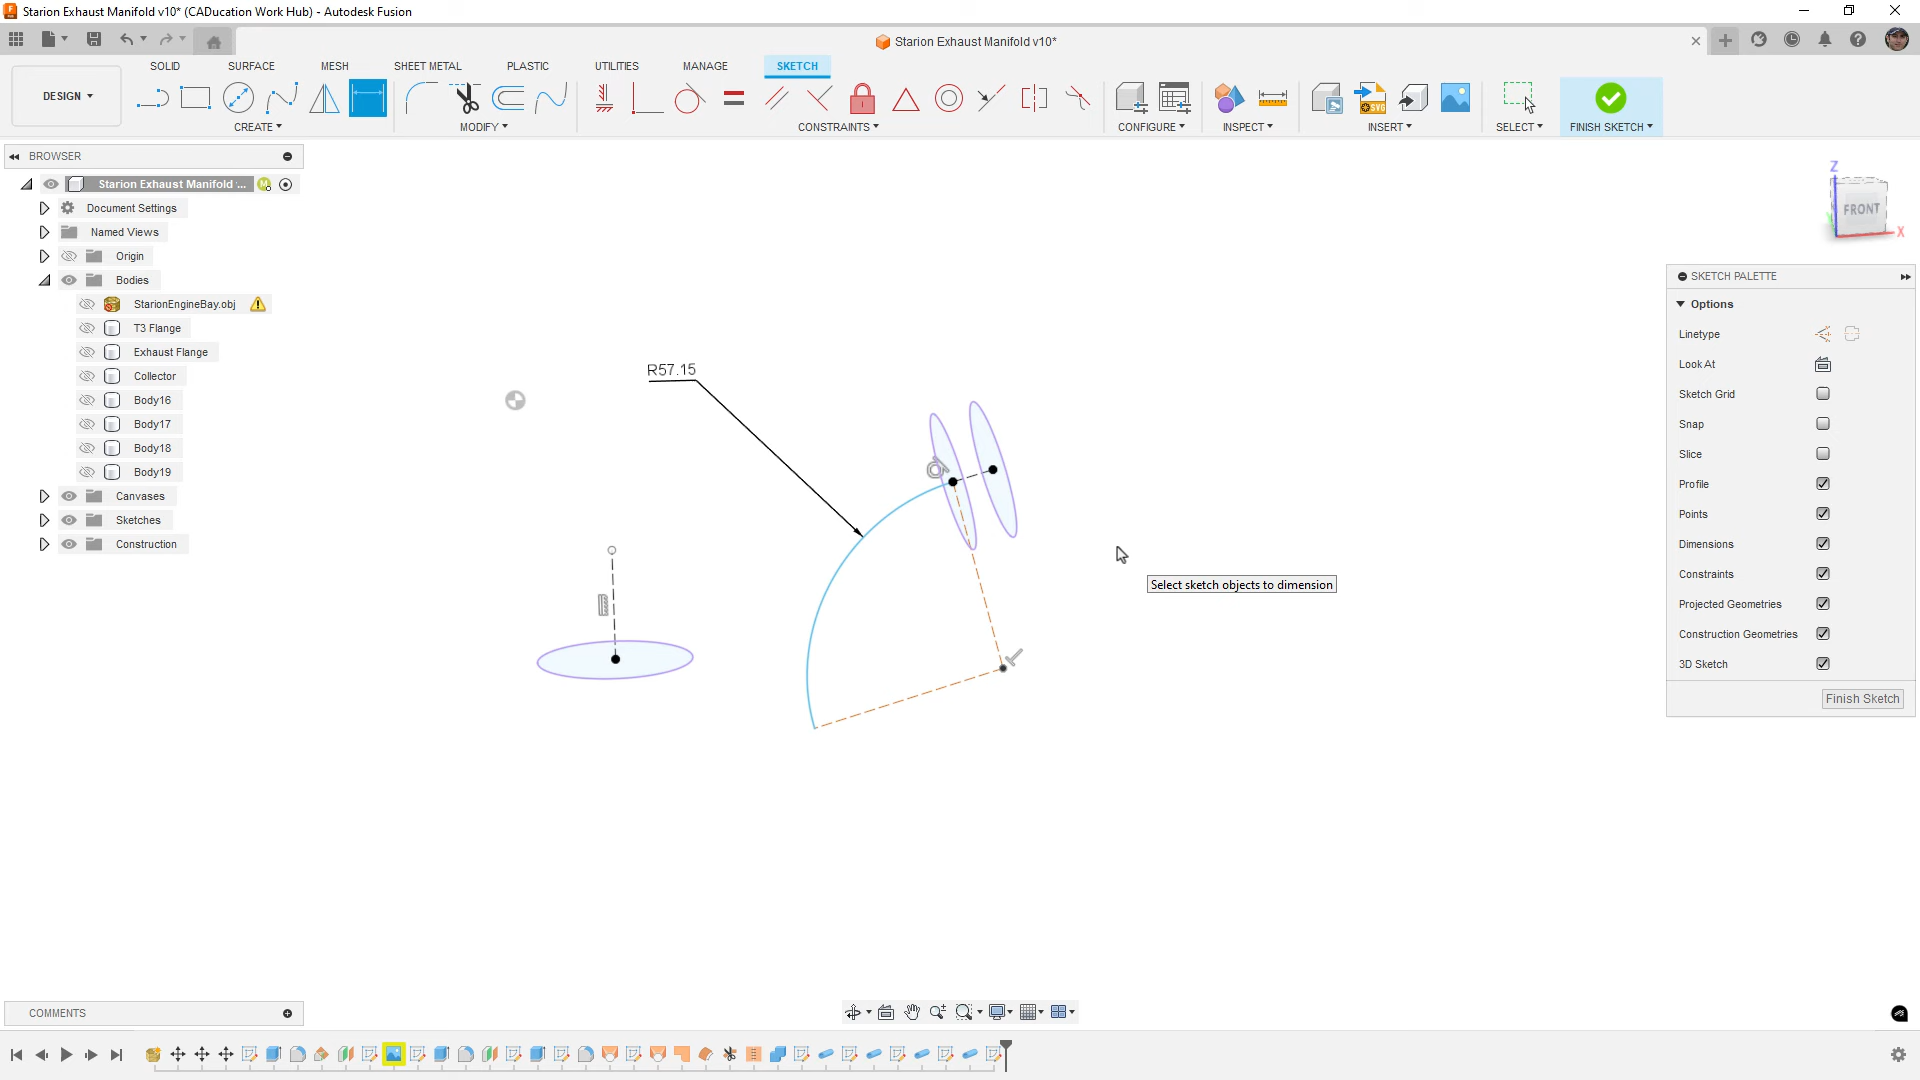 Starion Exhaust Manifold v10* (CADucation Work Hub) - Autodesk Fusion
Starion Exhaust Manifold v10*
SOLID SURFACE MESH SHEET METAL PLASTIC UTILITIES MANAGE SKETCH
DESIGN
CREATE MODIFY CONSTRAINTS CONFIGURE INSPECT INSERT SELECT FINISH SKETCH
BROWSER
Starion Exhaust Manifold ...
Document Settings
Named Views
Origin
Bodies
StarionEngineBay.obj
T3 Flange
Exhaust Flange
Collector
Body16
Body17
Body18
Body19
Canvases
Sketches
Construction
R57.15
Select sketch objects to dimension
Z
FRONT
X
SKETCH PALETTE
Options
Linetype
Look At
Sketch Grid
Snap
Slice
Profile
Points
Dimensions
Constraints
Projected Geometries
Construction Geometries
3D Sketch
Finish Sketch
COMMENTS